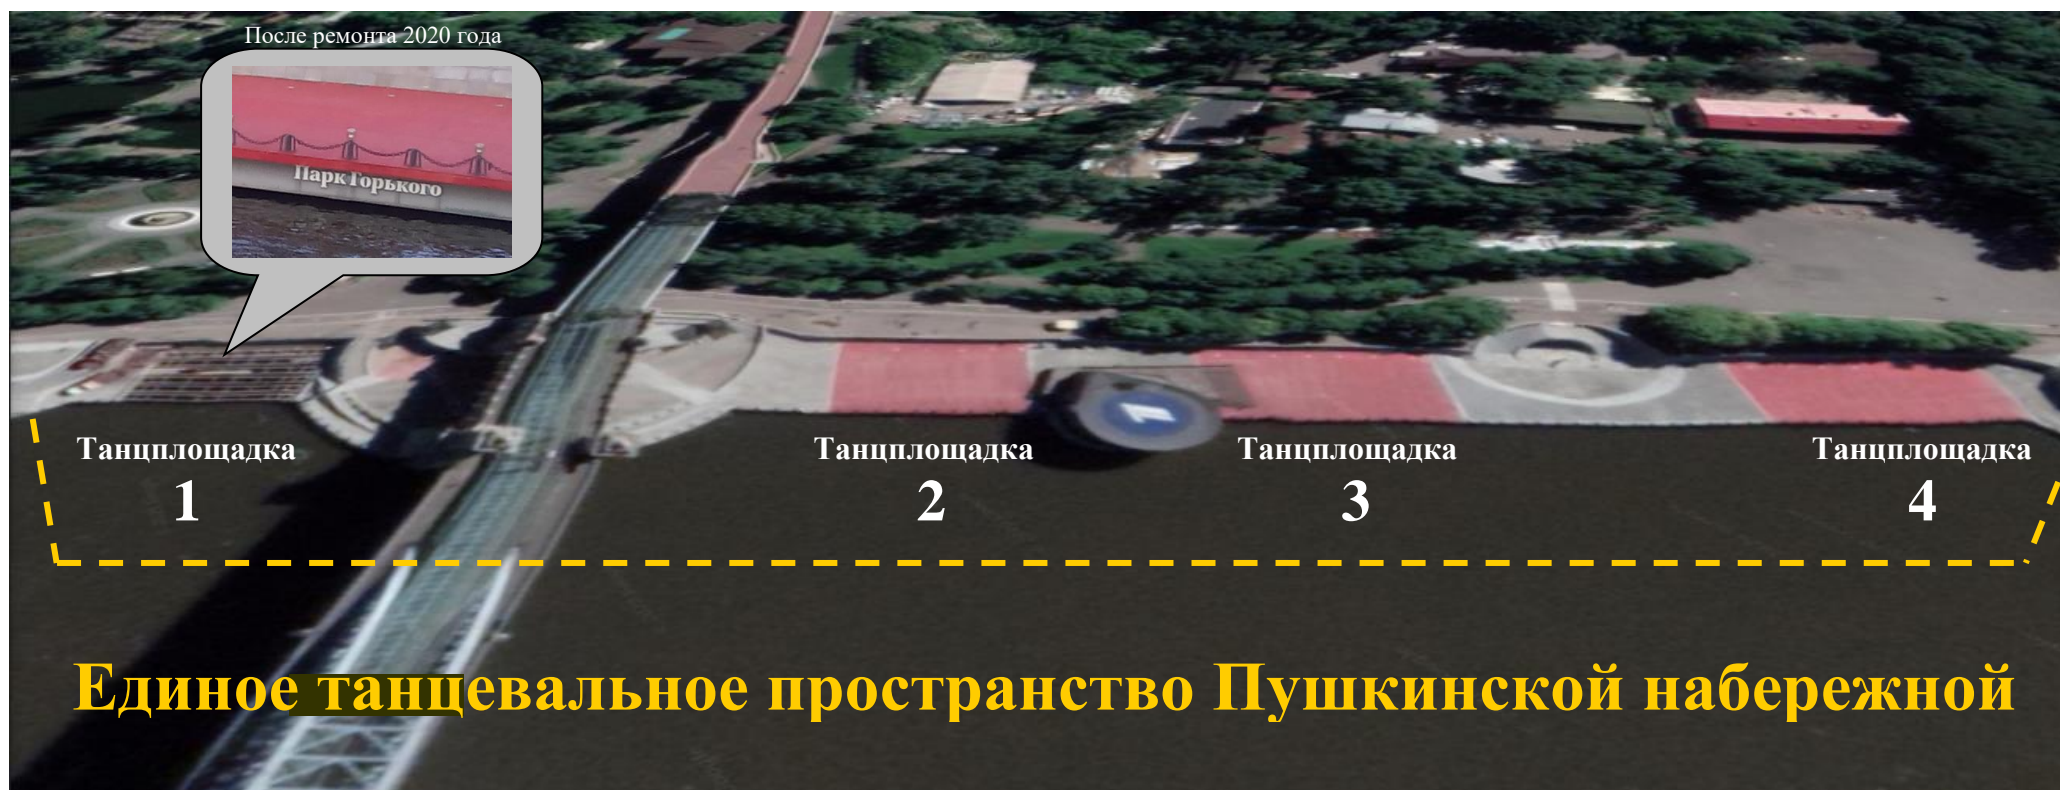 После ремонта 2020 года
Парк Горького
Танцплощадка
1
Танцплощадка
2
Танцплощадка
3
Танцплощадка
4
Единое танцевальное пространство Пушкинской набережной